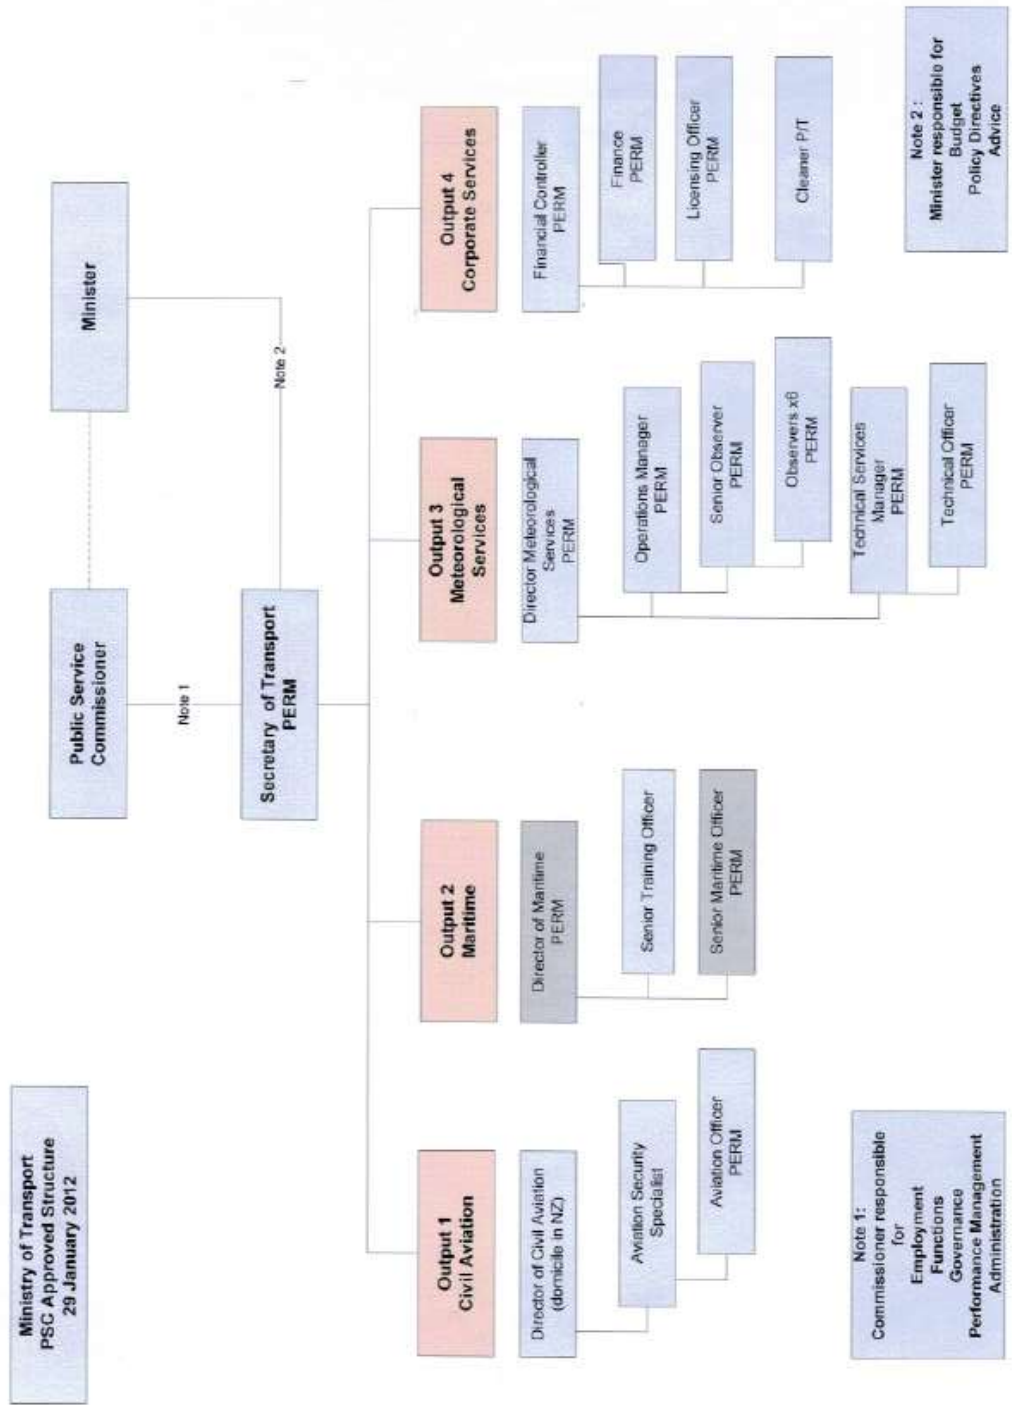 Ministry of Transport
PSC Approved Structure
29 January 2012
Public Service
Commissioner
Minister
Note 1
Note 2
Secretary of Transport
PERM
Output 1
Civil Aviation
Director of Civil Aviation
(domicile in NZ)
Aviation Security
Specialist
Aviation Officer
PERM
Output 2
Maritime
Director of Maritime
PERM
Senior Training Officer
Senior Maritime Officer
PERM
Output 3
Meteorological
Services
Director Meteorological
Services
PERM
Operations Manager
PERM
Senior Observer
PERM
Observers x6
PERM
Technical Services
Manager
PERM
Technical Officer
PERM
Output 4
Corporate Services
Financial Controller
PERM
Finance
PERM
Licensing Officer
PERM
Cleaner P/T
Note 1:
Commissioner responsible
for
Employment
Functions
Governance
Performance Management
Administration
Note 2 :
Minister responsible for
Budget
Policy Directives
Advice